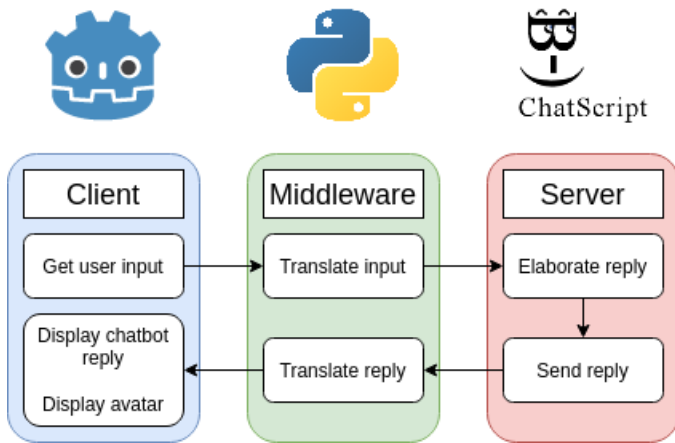 ChatScript
Client
Middleware
Server
Get user input
Translate input
Elaborate reply
Display chatbot
reply
Display avatar
Translate reply
Send reply